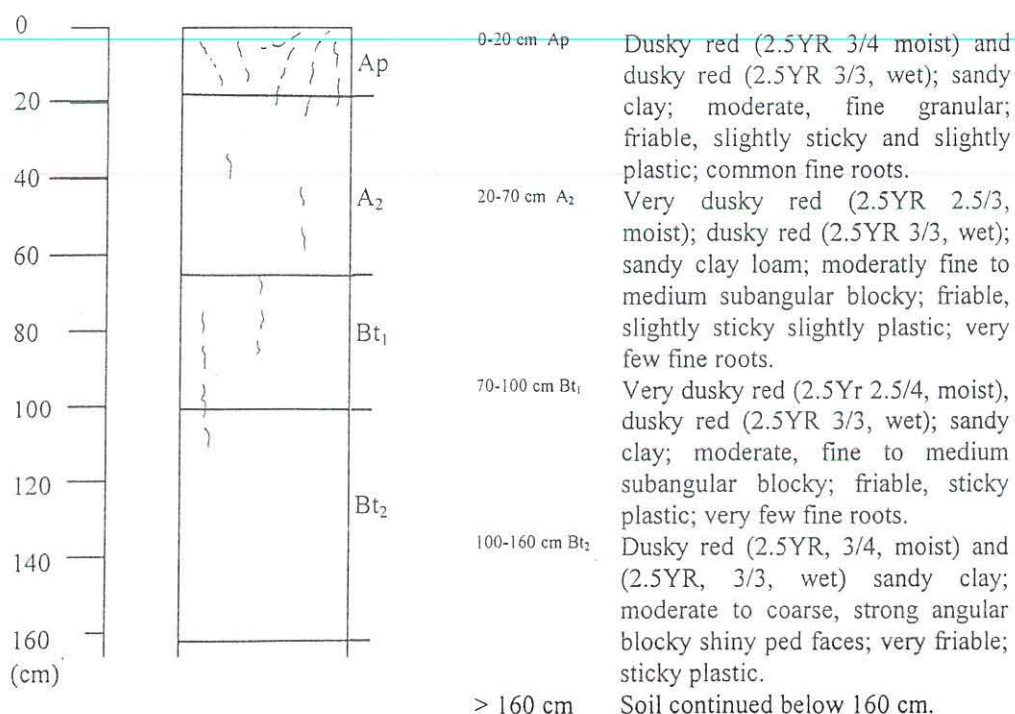 0
20
40
60
80
100
120
140
160
(cm)
Ap
A₂
Bt₁
Bt₂
0-20 cm Ap
Dusky red (2.5YR 3/4 moist) and
dusky red (2.5YR 3/3, wet); sandy
clay; moderate, fine granular;
friable, slightly sticky and slightly
plastic; common fine roots.
20-70 cm A₂
Very dusky red (2.5YR 2.5/3,
moist); dusky red (2.5YR 3/3, wet);
sandy clay loam; moderatly fine to
medium subangular blocky; friable,
slightly sticky slightly plastic; very
few fine roots.
70-100 cm Bt₁
Very dusky red (2.5Yr 2.5/4, moist),
dusky red (2.5YR 3/3, wet); sandy
clay; moderate, fine to medium
subangular blocky; friable, sticky
plastic; very few fine roots.
100-160 cm Bt₂
Dusky red (2.5YR, 3/4, moist) and
(2.5YR, 3/3, wet) sandy clay;
moderate to coarse, strong angular
blocky shiny ped faces; very friable;
sticky plastic.
> 160 cm
Soil continued below 160 cm.